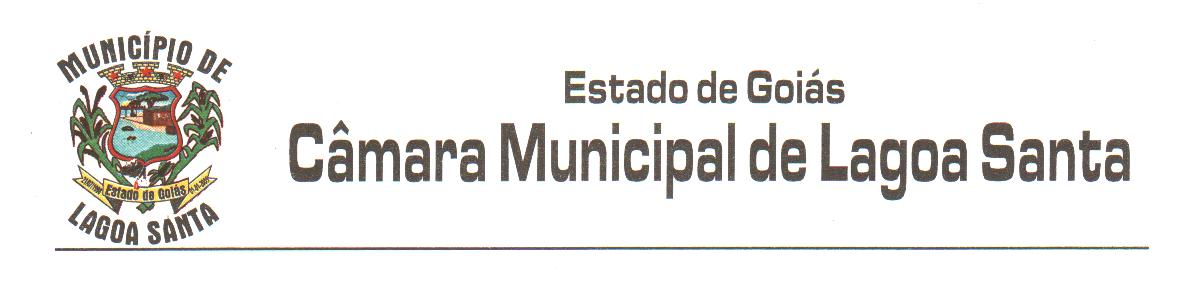 MUNICÍPIO DE
Estado de Goiás
LAGOA SANTA
Estado de Goiás
Câmara Municipal de Lagoa Santa